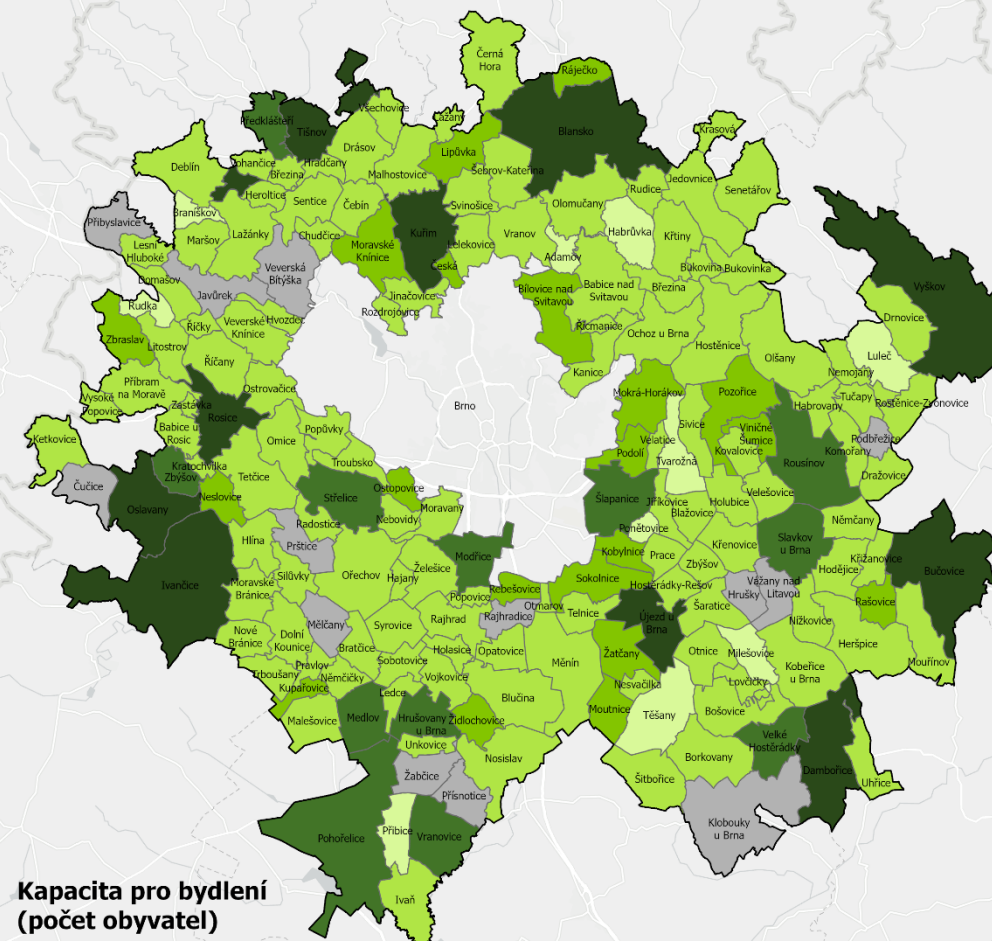 Černá
Hora
Ráječko
Předklášteří
Tišnov
Všechovice
Lažany
Blansko
Krasová
Drásov
Lipůvka
Deblín
Hradčany
Březina
Malhostovice
Šebrov-Kateřina
Jedovnice
Rudice
Senetářov
Heroltice
Sentice
Čebín
Svinošice
Olomučany
Braníškov
Přibyslavice
Maršov
Lažánky
Chudčice
Moravské
Knínice
Kuřim
Lelekovice
Vranov
Adamov
Habrůvka
Křtiny
Lesní
Hluboké
Veverská
Bítýška
Česká
Bukovina
Bukovinka
Domašov
Javůrek
Jinačovice
Bílovice nad
Svitavou
Babice nad
Svitavou
Březina
Vyškov
Rudka
Rozdrojovice
Drnovice
Zbraslav
Říčky
Veverské
Knínice
Hvozdec
Řícmanice
Ochoz u Brna
Hostěnice
Litostrov
Olšany
Luleč
Říčany
Kanice
Nemojany
Příbram
na Moravě
Ostrovačice
Mokrá-Horákov
Pozořice
Tučapy
Vysoké
Popovice
Zastávka
Rosice
Brno
Habrovany
Rostěnice-Zvonovice
Babice u
Rosic
Popůvky
Sivice
Viničné
Šumice
Ketkovice
Omice
Velatice
Podbřežice
Troubsko
Podolí
Tvarožná
Kovalovice
Komořany
Kratochvilka
Zbýšov
Rousínov
Čučice
Tetčice
Dražovice
Neslovice
Střelice
Ostopovice
Šlapanice
Jiříkovice
Holubice
Velešovice
Oslavany
Moravany
Blažovice
Radostice
Nebovidy
Ponětovice
Němčany
Hlína
Prštice
Křenovice
Slavkov
u Brna
Modřice
Kobylnice
Prace
Křižanovice
Ořechov
Želešice
Zbýšov
Hodějice
Bučovice
Ivančice
Moravské
Bránice
Silůvky
Hajany
Sokolnice
Hostěrádky-Rešov
Vážany nad
Litavou
Popovice
Rebešovice
Hrušky
Rašovice
Otmarov
Telnice
Šaratice
Mělčany
Syrovice
Rajhrad
Rajhradice
Újezd u
Brna
Nížkovice
Nové
Bránice
Dolní
Kounice
Bratčice
Holasice
Opatovice
Otnice
Milešovice
Heršpice
Pravlov
Sobotovice
Měnín
Žatčany
Kobeřice
u Brna
Mouřínov
Trboušany
Němčičky
Vojkovice
Kupařovice
Ledce
Blučina
Nesvačilka
Lovčičky
Malešovice
Medlov
Hrušovany
u Brna
Židlochovice
Moutnice
Těšany
Bošovice
Velké
Hostěrádky
Unkovice
Nosislav
Borkovany
Žabčice
Šitbořice
Dambořice
Uhřice
Přísnotice
Klobouky
u Brna
Pohořelice
Přibice
Vranovice
Kapacita pro bydlení
Ivaň
(počet obyvatel)